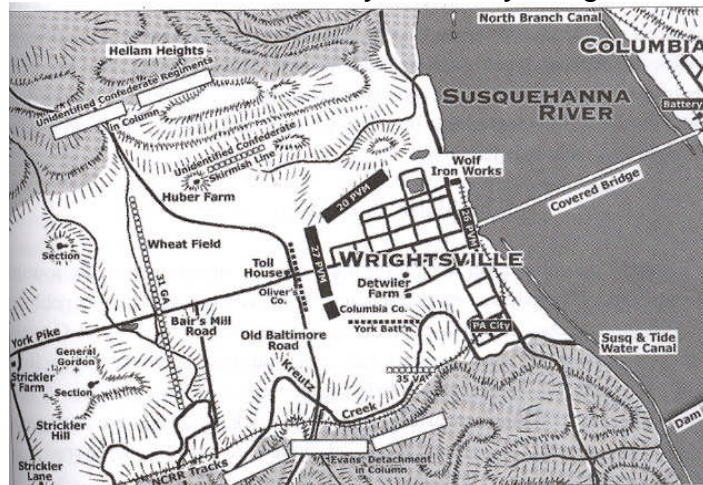 North Branch Canal
Hellam Heights
COLUMBIA
Unidentified Confederate Regiments
in Column
SUSQUEHANNA
RIVER
Battery
Unidentified Confederate
Skirmish Line
Wolf
Iron Works
Huber Farm
20 PVM
Covered Bridge
26 PVM
Wheat Field
27 PVM
Section
Toll
House
WRIGHTSVILLE
31 GA
Oliver's
Co.
Detwiler
Farm
Columbia Co.
Bair's Mill
Road
York Batt'n
PA City
York Pike
Old Baltimore
Road
Susq & Tide
Water Canal
General
Gordon
Strickler
Farm
Section
Kreutz
Creek
35 VA
Strickler
Hill
Dam
Evans' Detachment
in Column
Strickler
Lane
NCRR Tracks